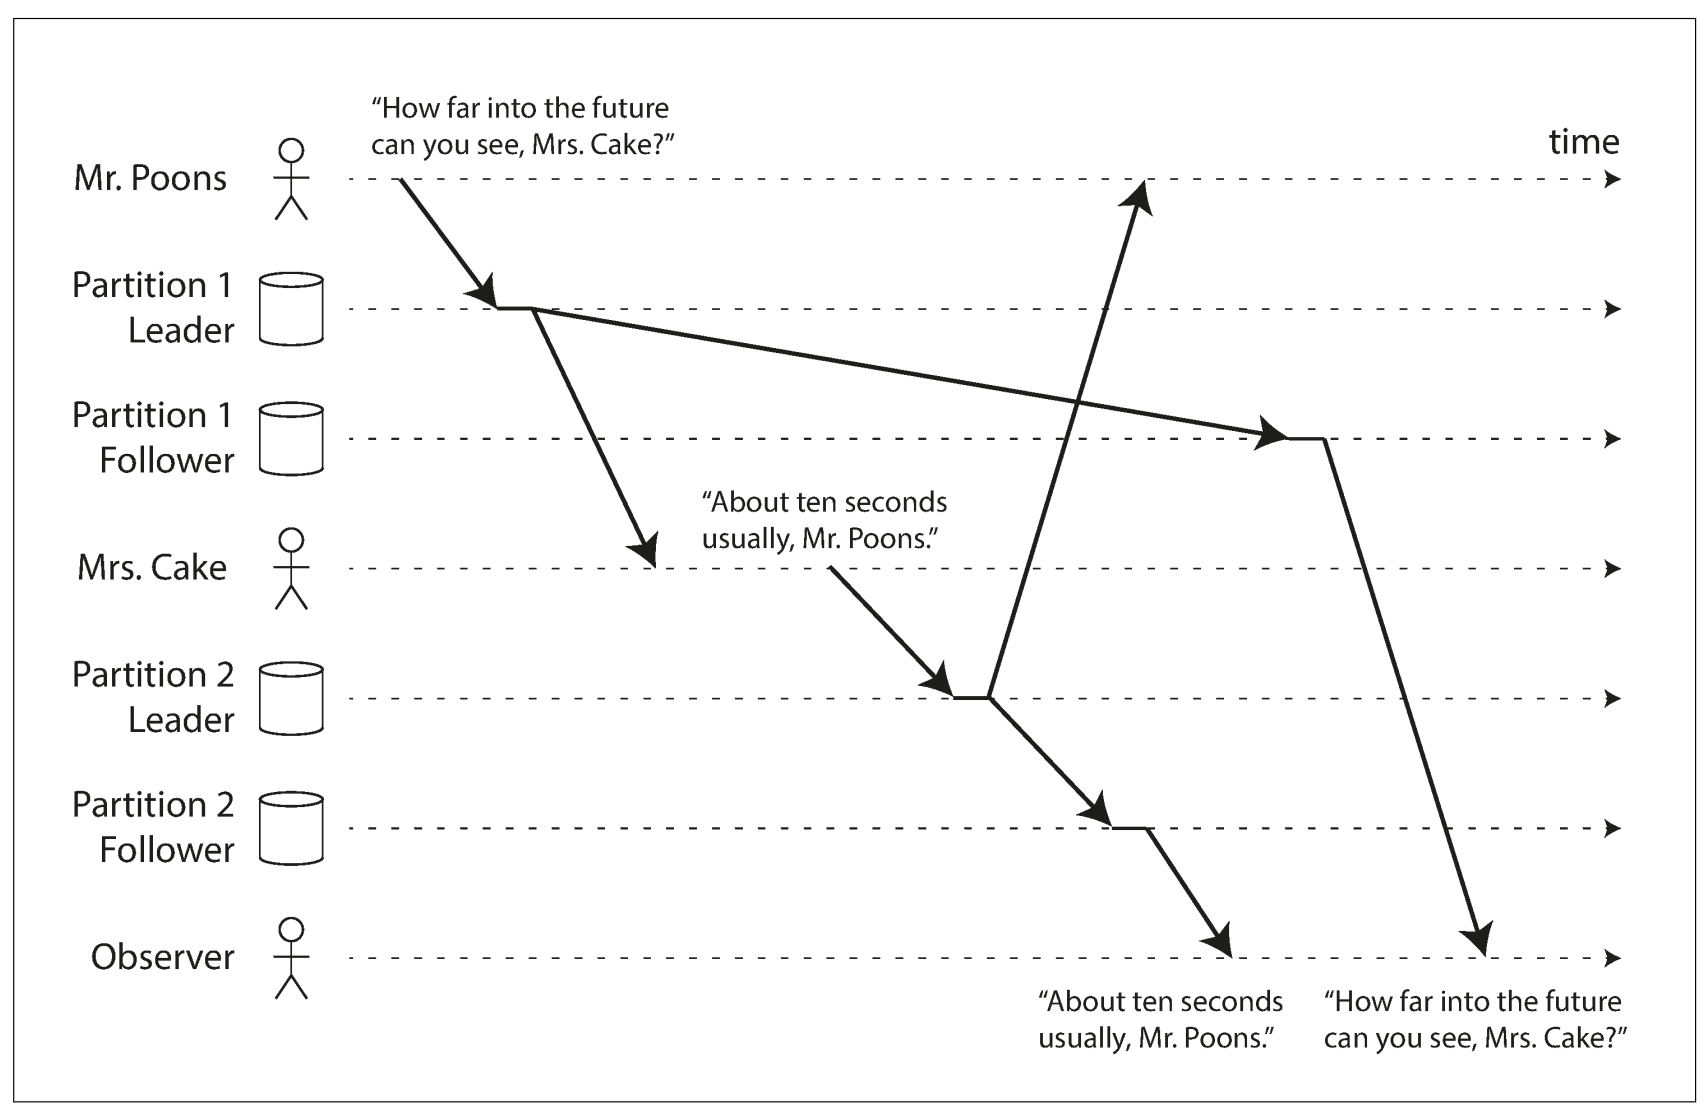 “How far into the future
can you see, Mrs. Cake?”
time
Mr. Poons
Partition 1
Leader
Partition 1
Follower
“About ten seconds
usually, Mr. Poons.”
Mrs. Cake
Partition 2
Leader
Partition 2
Follower
Observer
“About ten seconds
usually, Mr. Poons.”
“How far into the future
can you see, Mrs. Cake?”